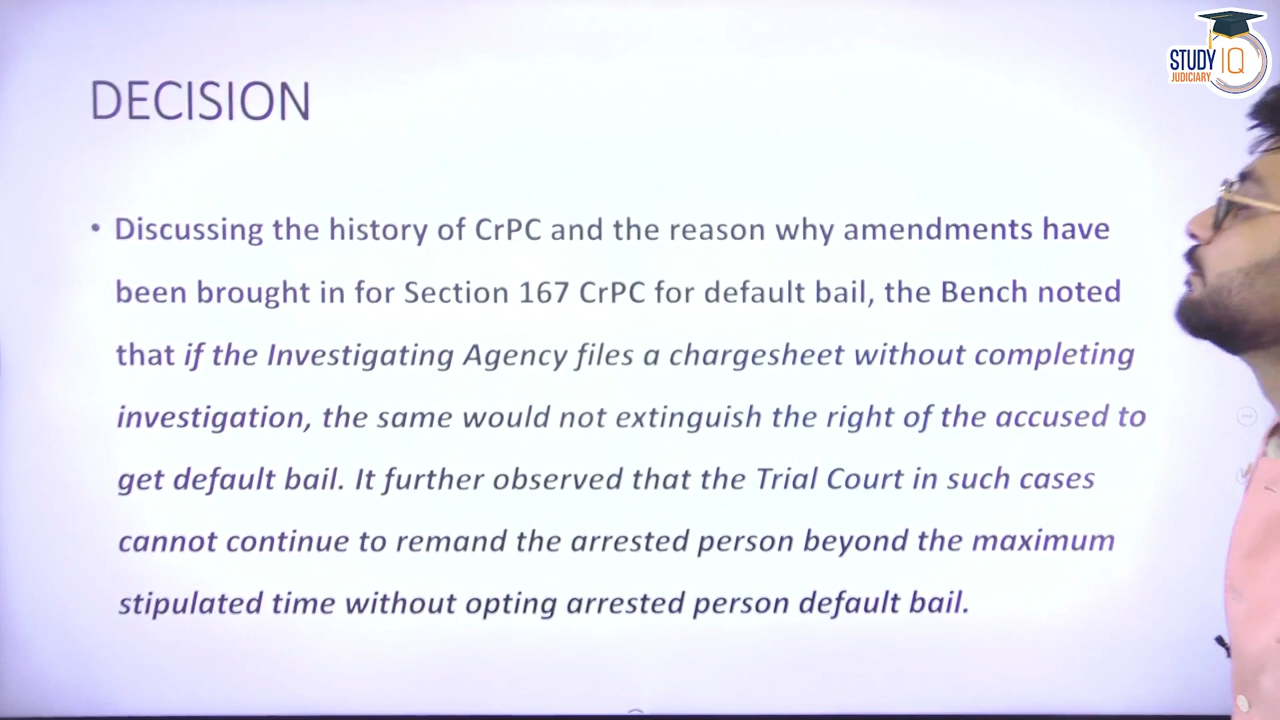 STUDY IQ
JUDICIARY
DECISION
• Discussing the history of CrPC and the reason why amendments have
been brought in for Section 167 CrPC for default bail, the Bench noted
that if the Investigating Agency files a chargesheet without completing
investigation, the same would not extinguish the right of the accused to
get default bail. It further observed that the Trial Court in such cases
cannot continue to remand the arrested person beyond the maximum
stipulated time without opting arrested person default bail.